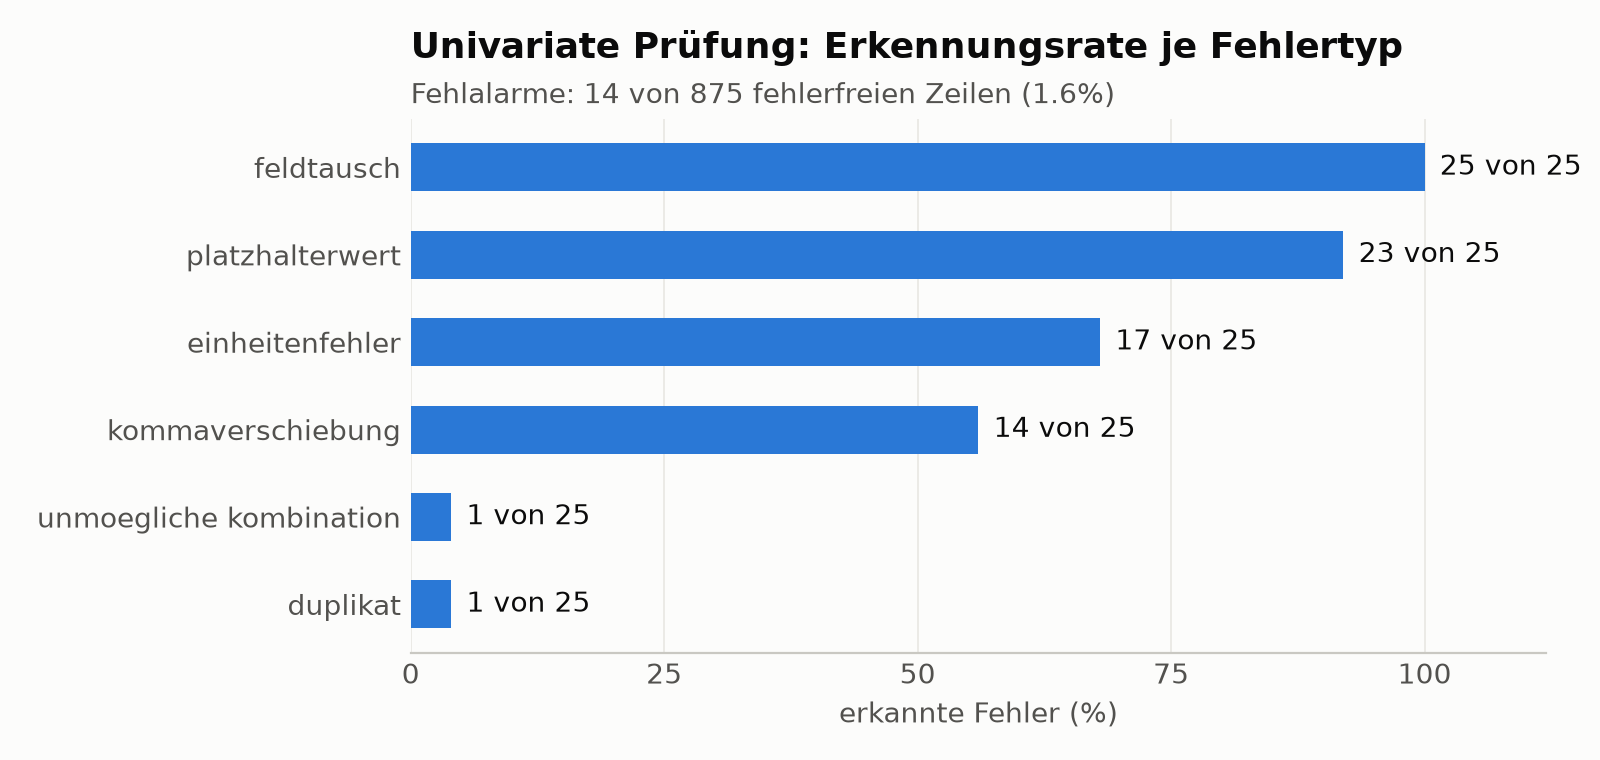 Univariate Prüfung: Erkennungsrate je Fehlertyp
Fehlalarme: 14 von 875 fehlerfreien Zeilen (1.6%)
feldtausch 25 von 25
platzhalterwert 23 von 25
einheitenfehler 17 von 25
kommaverschiebung 14 von 25
unmoegliche kombination 1 von 25
duplikat 1 von 25
0 25 50 75 100
erkannte Fehler (%)